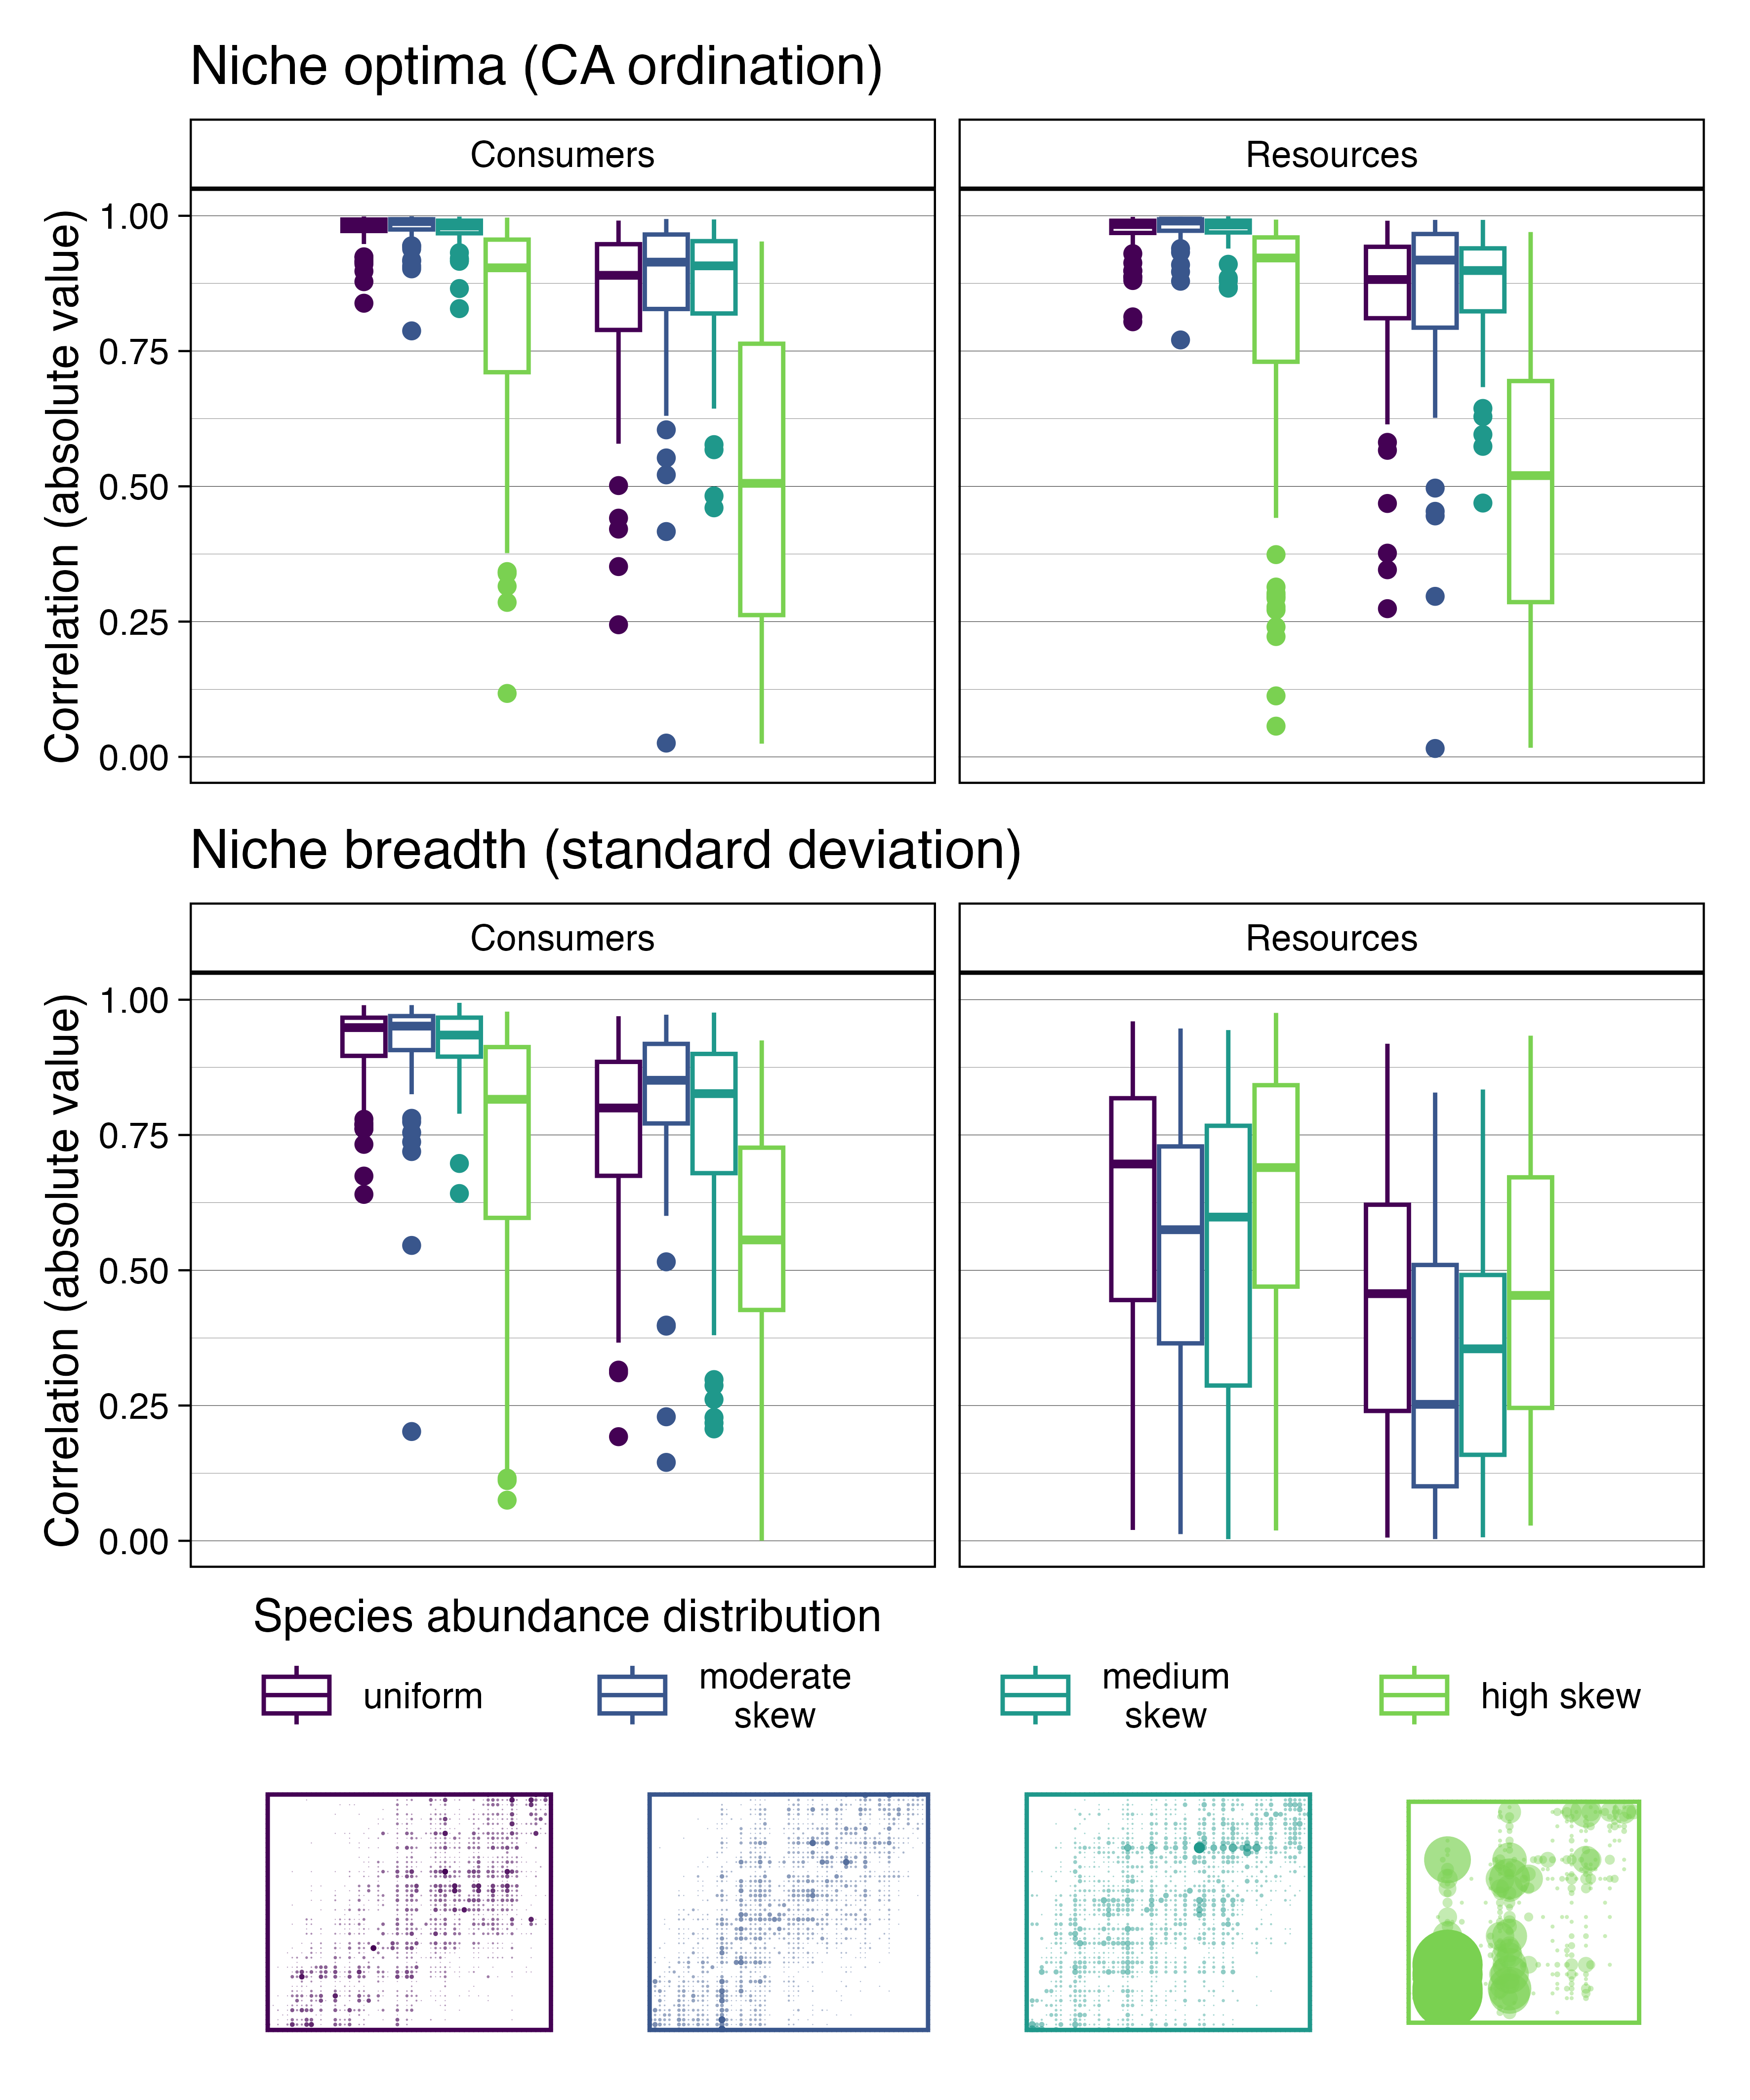 Niche optima (CA ordination)
Consumers
Resources
Correlation (absolute value)
1.00
0.75
0.50
0.25
0.00
Niche breadth (standard deviation)
Consumers
Resources
Correlation (absolute value)
1.00
0.75
0.50
0.25
0.00
Species abundance distribution
uniform
moderate
skew
medium
skew
high skew